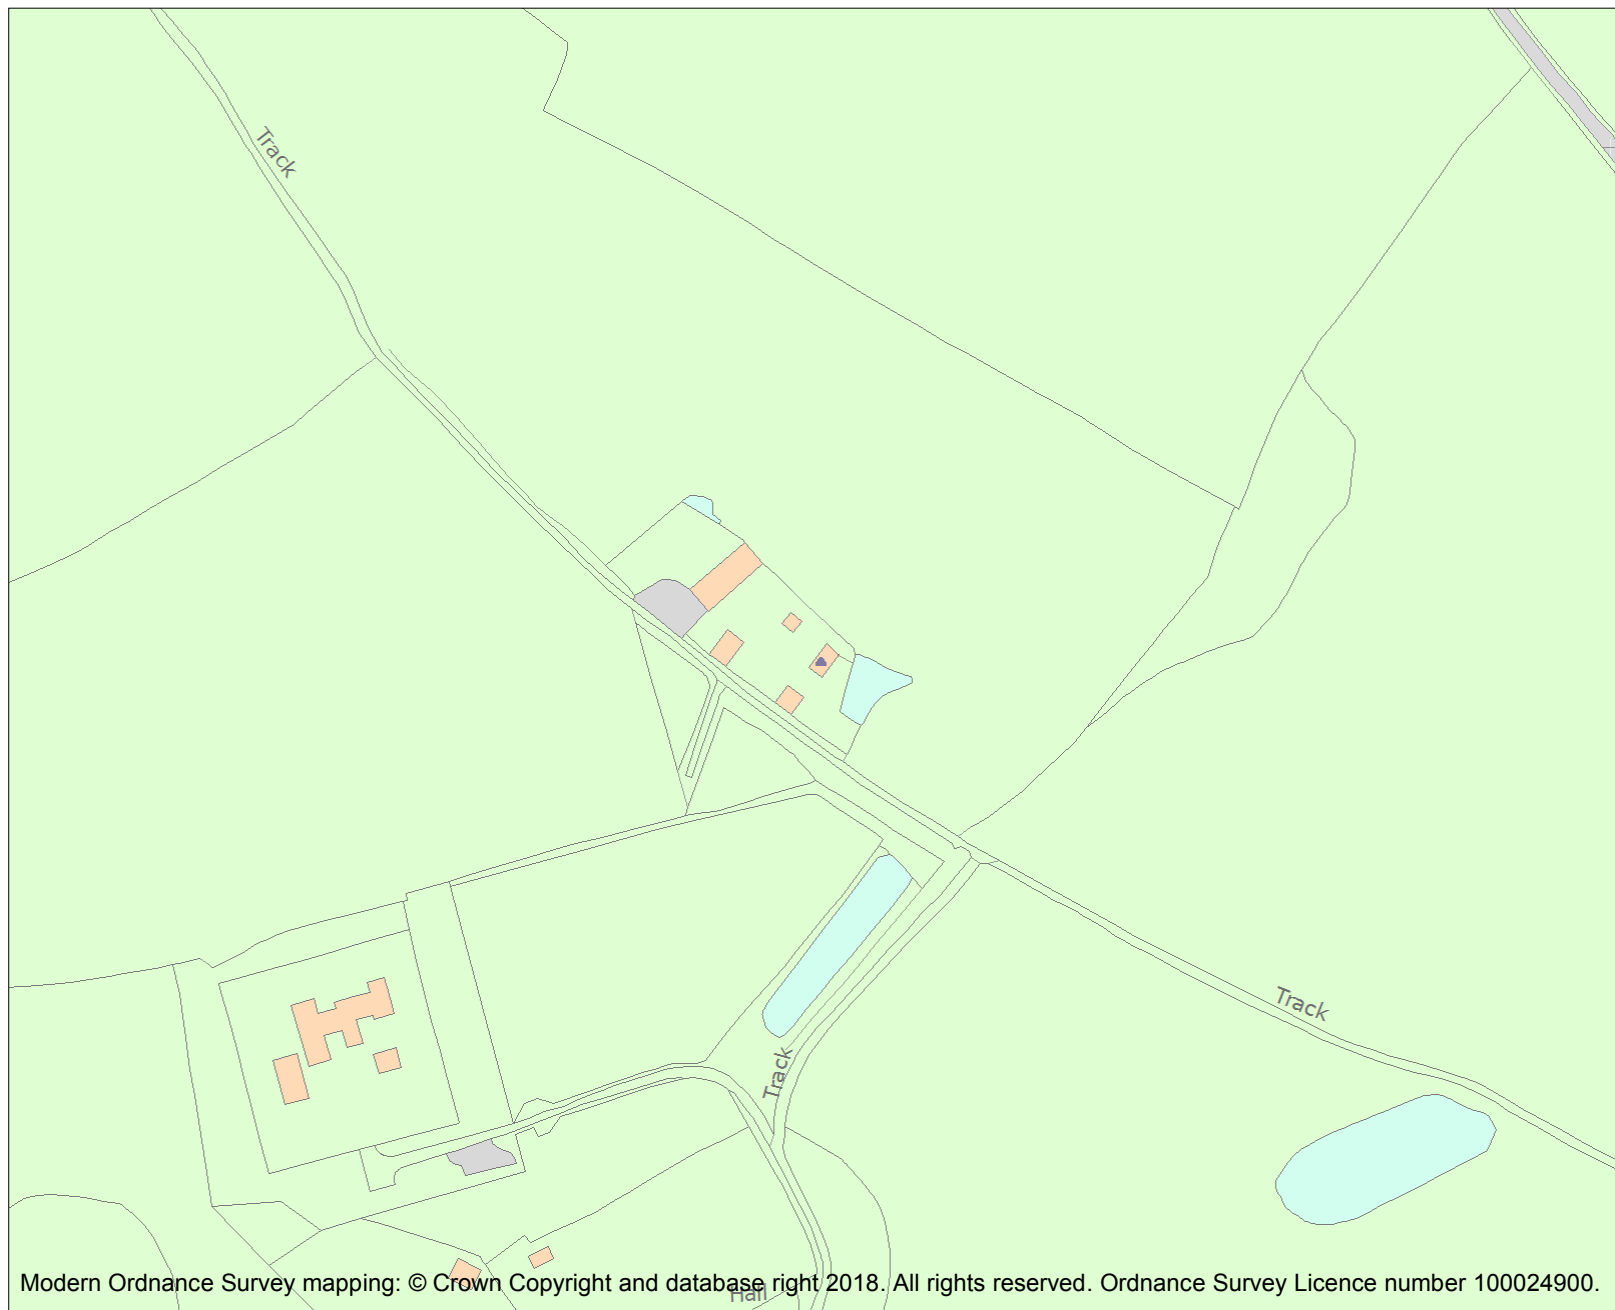 Track
Track
Track
Modern Ordnance Survey mapping: © Crown Copyright and database right 2018. All rights reserved. Ordnance Survey Licence number 100024900.
Hall